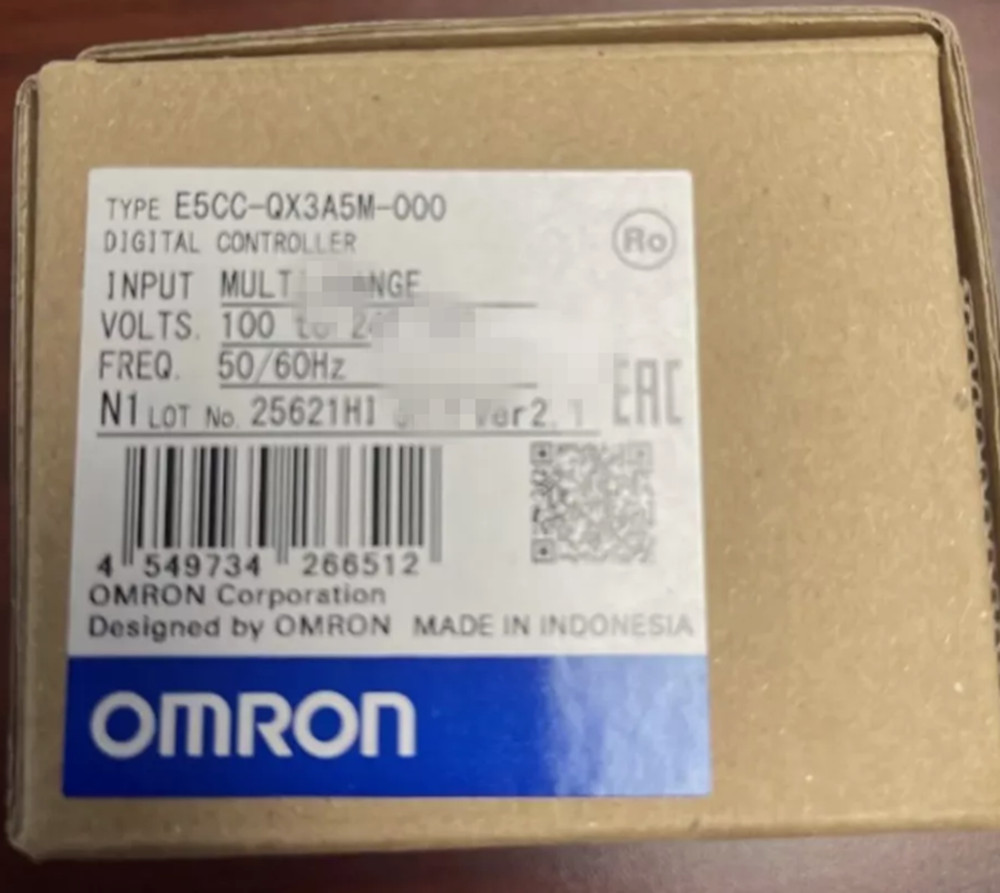 TYPE E5CC-QX3A5M-000
DIGITAL CONTROLLER
Ro
INPUT MULT
VOLTS. 100 to
FREQ. 50/60Hz
EAC
N1 LOT No. 25621HI
4 549734 266512
OMRON Corporation
Designed by OMRON MADE IN INDONESIA
OMRON